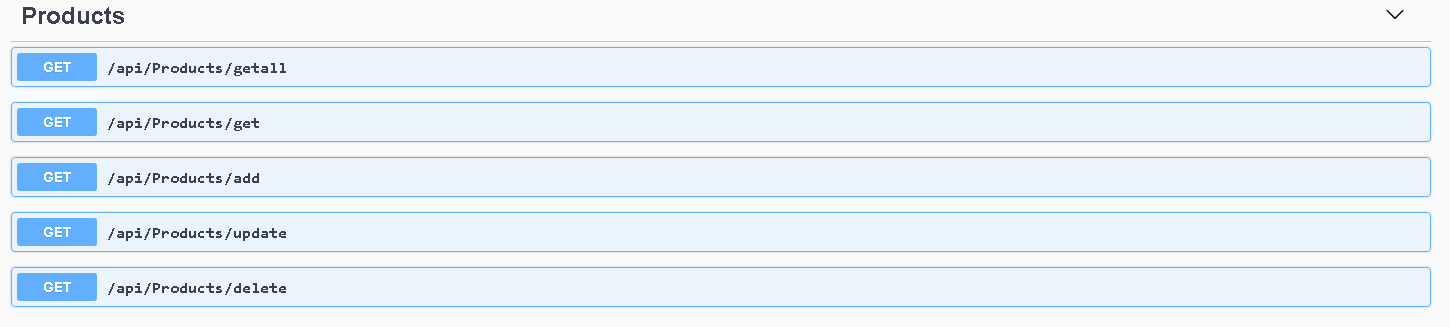 Products
GET /api/Products/getall
GET /api/Products/get
GET /api/Products/add
GET /api/Products/update
GET /api/Products/delete